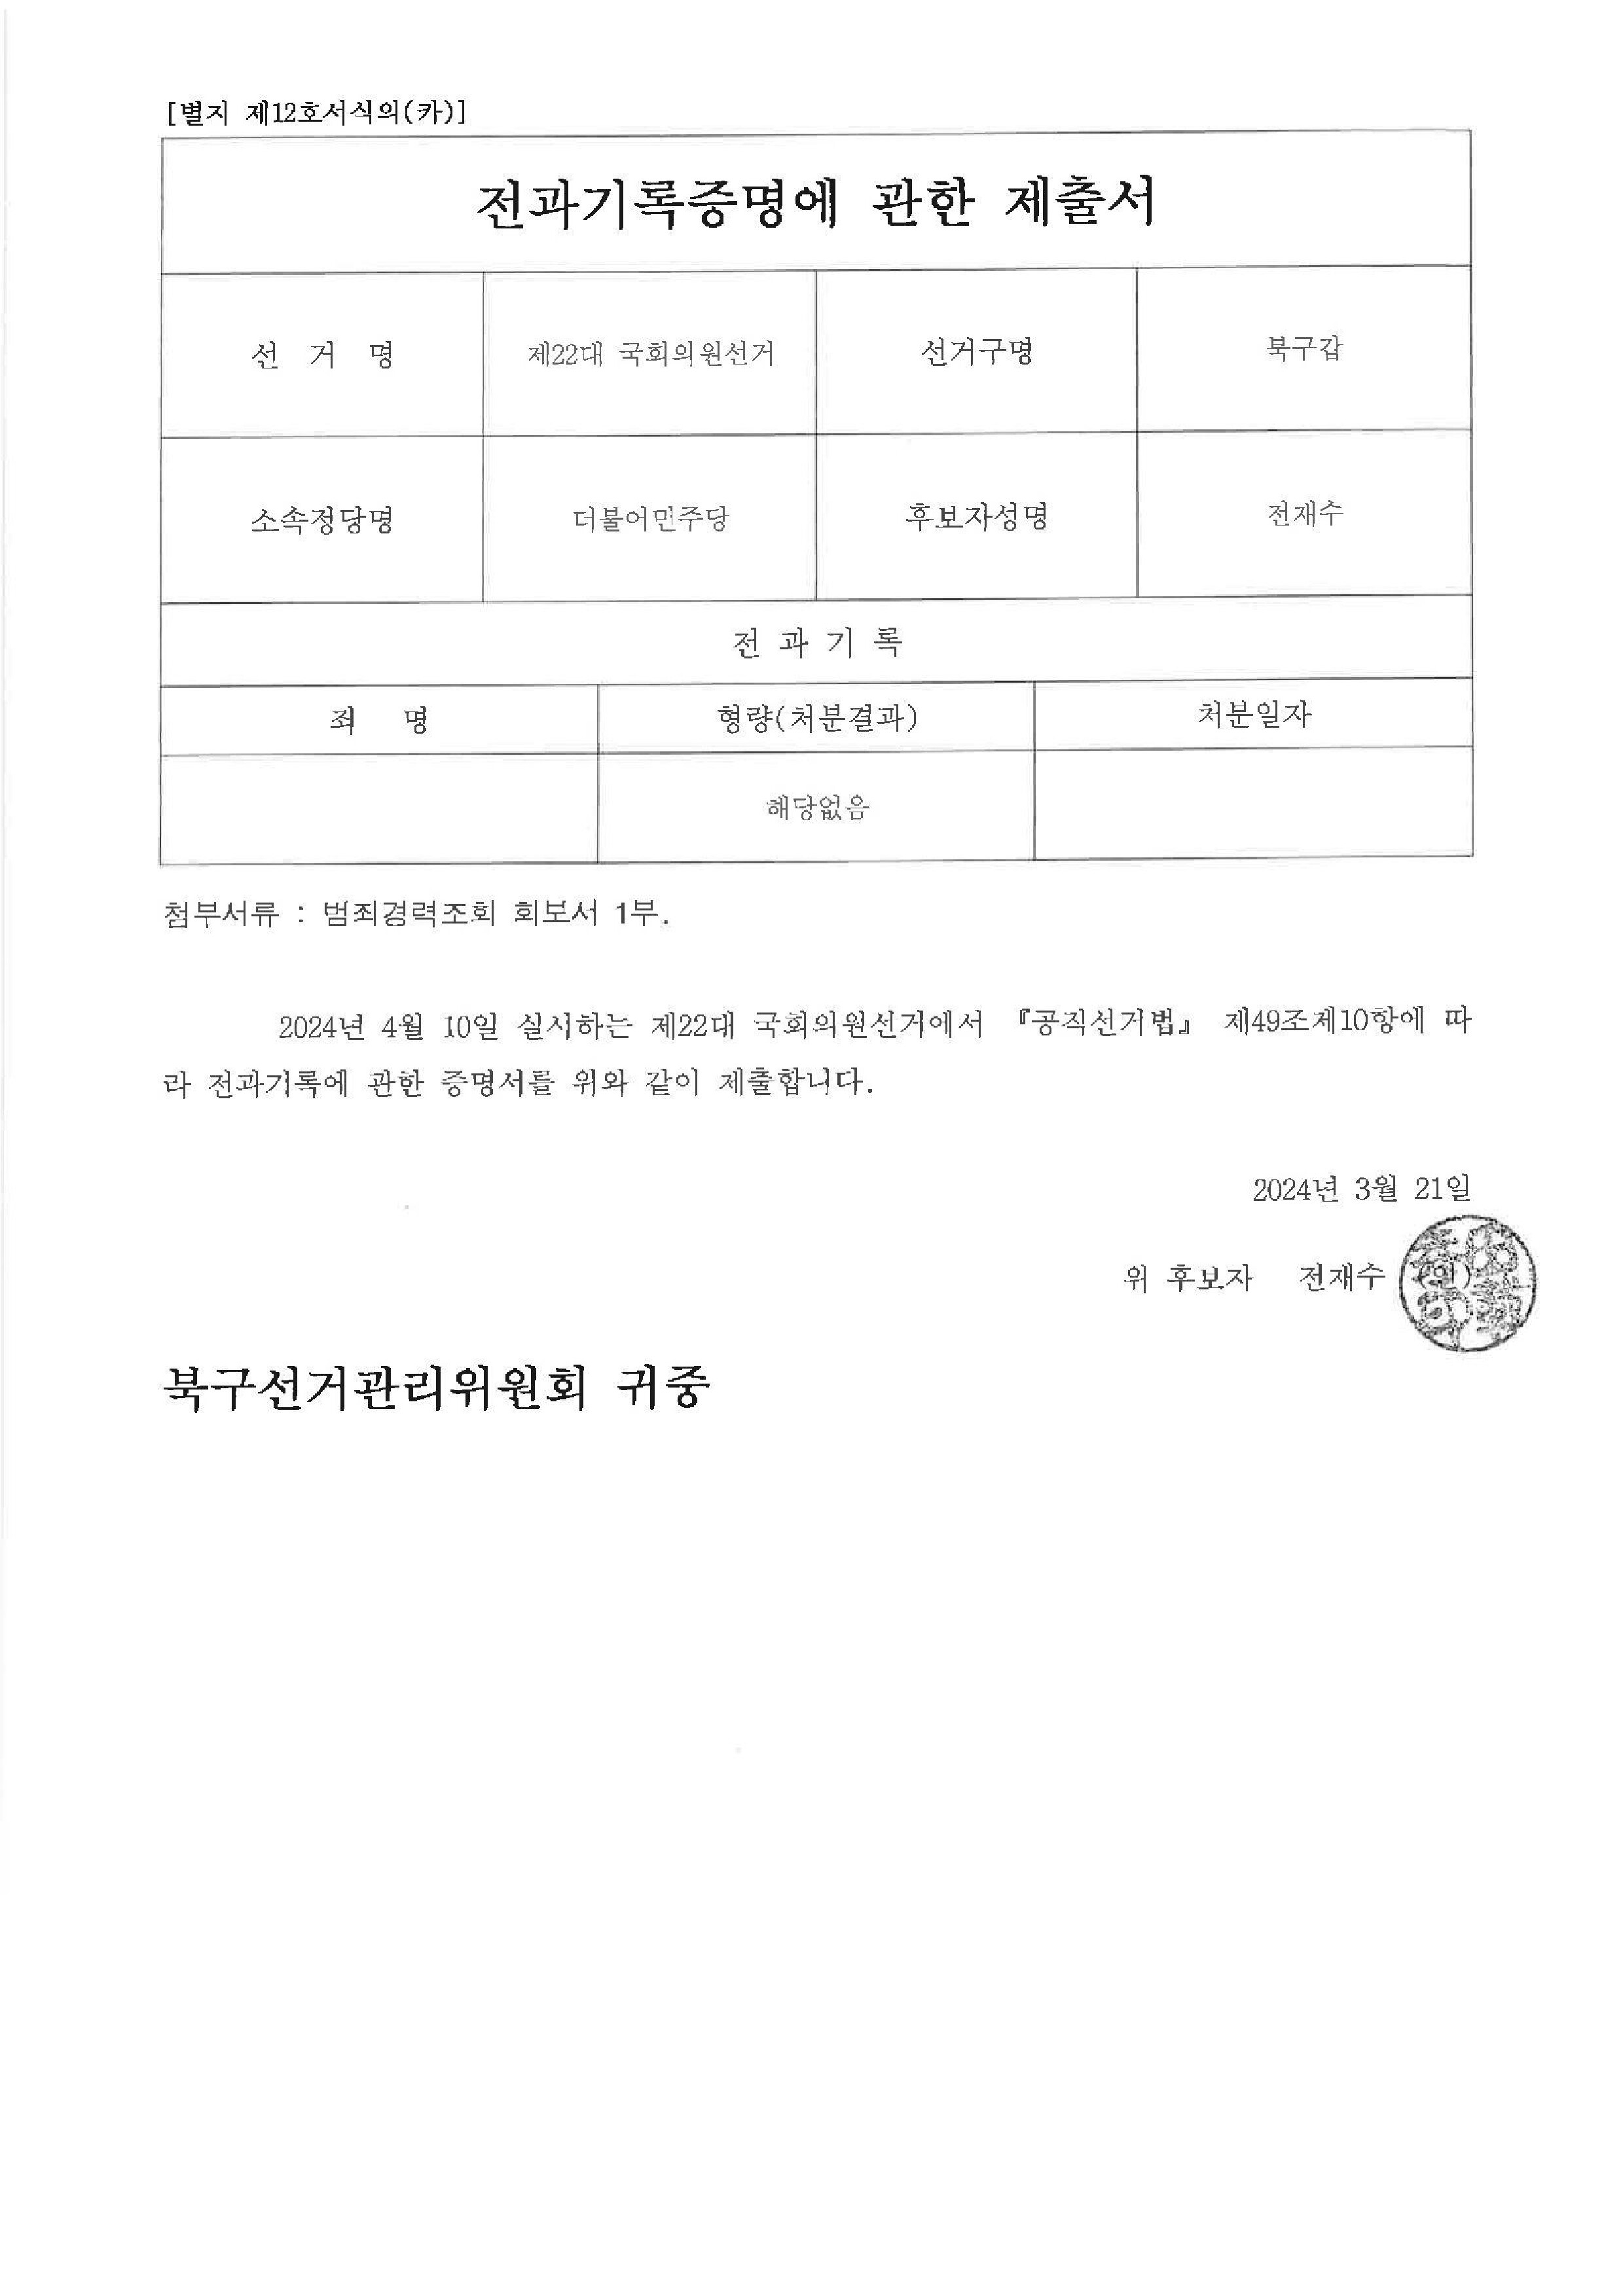 [별지 제12호서식의(카)]
전과기록증명에 관한 제출서
선 거 명 제22대 국회의원선거 선거구명 북구갑
소속정당명 더불어민주당 후보자성명 전재수
전 과 기 록
죄 명 형량(처분결과) 처분일자
해당없음
첨부서류 : 범죄경력조회 회보서 1부.
2024년 4월 10일 실시하는 제22대 국회의원선거에서 『공직선거법』 제49조제10항에 따
라 전과기록에 관한 증명서를 위와 같이 제출합니다.
2024년 3월 21일
위 후보자 전재수 (인)
북구선거관리위원회 귀중